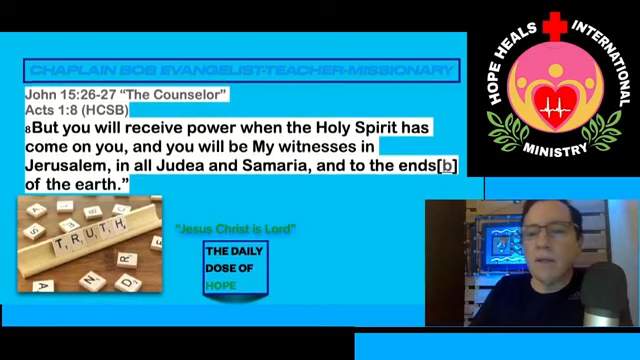 CHAPLAIN BOB EVANGELIST-TEACHER-MISSIONARY
John 15:26-27 “The Counselor”
Acts 1:8 (HCSB)
8But you will receive power when the Holy Spirit has
come on you, and you will be My witnesses in
Jerusalem, in all Judea and Samaria, and to the ends[b]
of the earth.”
TRUTH
"Jesus Christ is Lord"
THE DAILY
DOSE OF
HOPE
HOPE HEALS INTERNATIONAL
MINISTRY